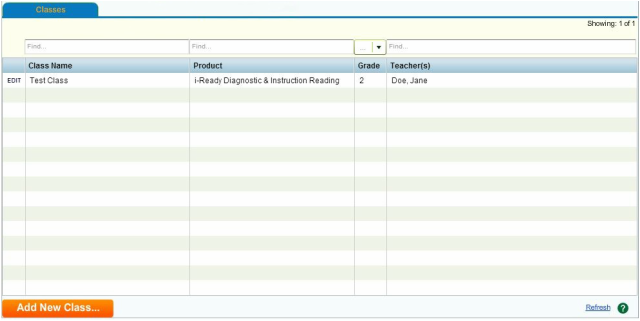 Classes
Showing: 1 of 1
Find... Find... ... Find...
Class Name Product Grade Teacher(s)
EDIT Test Class i-Ready Diagnostic & Instruction Reading 2 Doe, Jane
Add New Class... Refresh ?